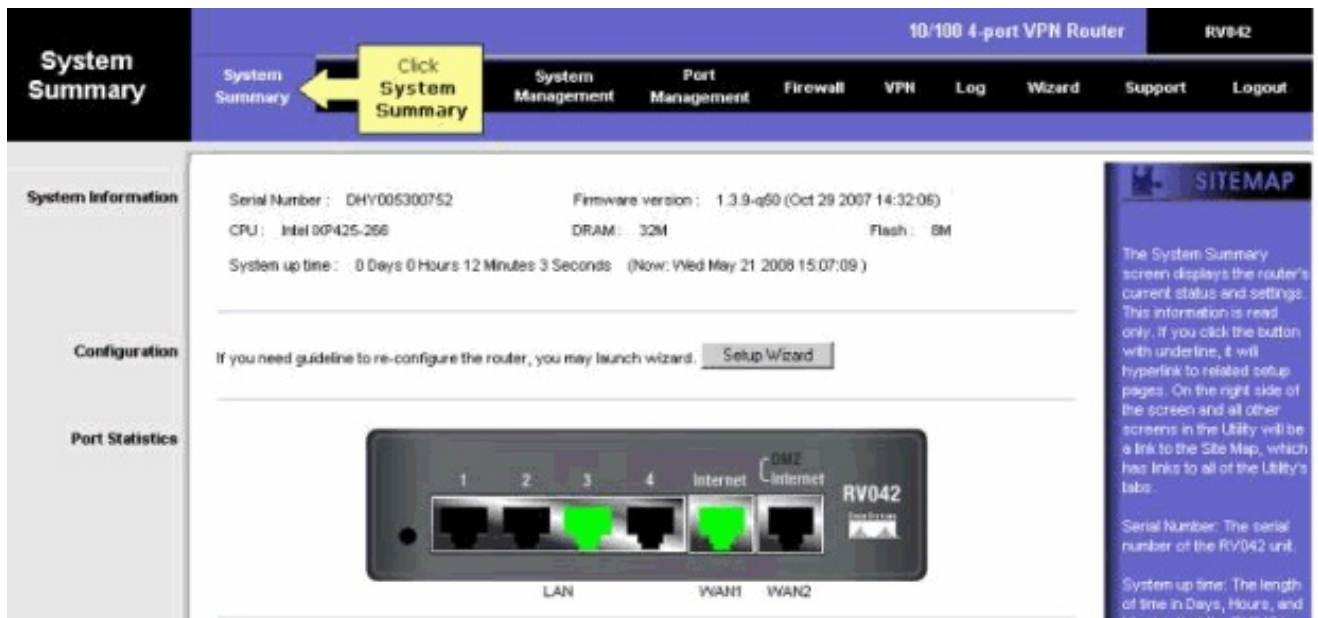 10/100 4-port VPN Router
RV042
System
Summary
System
Summary
Click
System
Summary
System
Management
Port
Management
Firewall
VPN
Log
Wizard
Support
Logout
System Information
Serial Number : DHY005300752
Firmware version : 1.3.9-q50 (Oct 29 2007 14:32:06)
CPU : Intel IXP425-266
DRAM : 32M
Flash : 8M
System up time : 0 Days 0 Hours 12 Minutes 3 Seconds (Now: Wed May 21 2008 15:07:09 )
Configuration
If you need guideline to re-configure the router, you may launch wizard.
Setup Wizard
Port Statistics
1
2
3
4
Internet
DMZ
Internet
RV042
LAN
WAN1
WAN2
SITEMAP
The System Summary
screen displays the router's
current status and settings.
This information is read
only. If you click the button
with underline, it will
hyperlink to related setup
pages. On the right side of
the screen and all other
screens in the Utility will be
a link to the Site Map, which
has links to all of the Utility's
tabs.
Serial Number: The serial
number of the RV042 unit.
System up time: The length
of time in Days, Hours, and